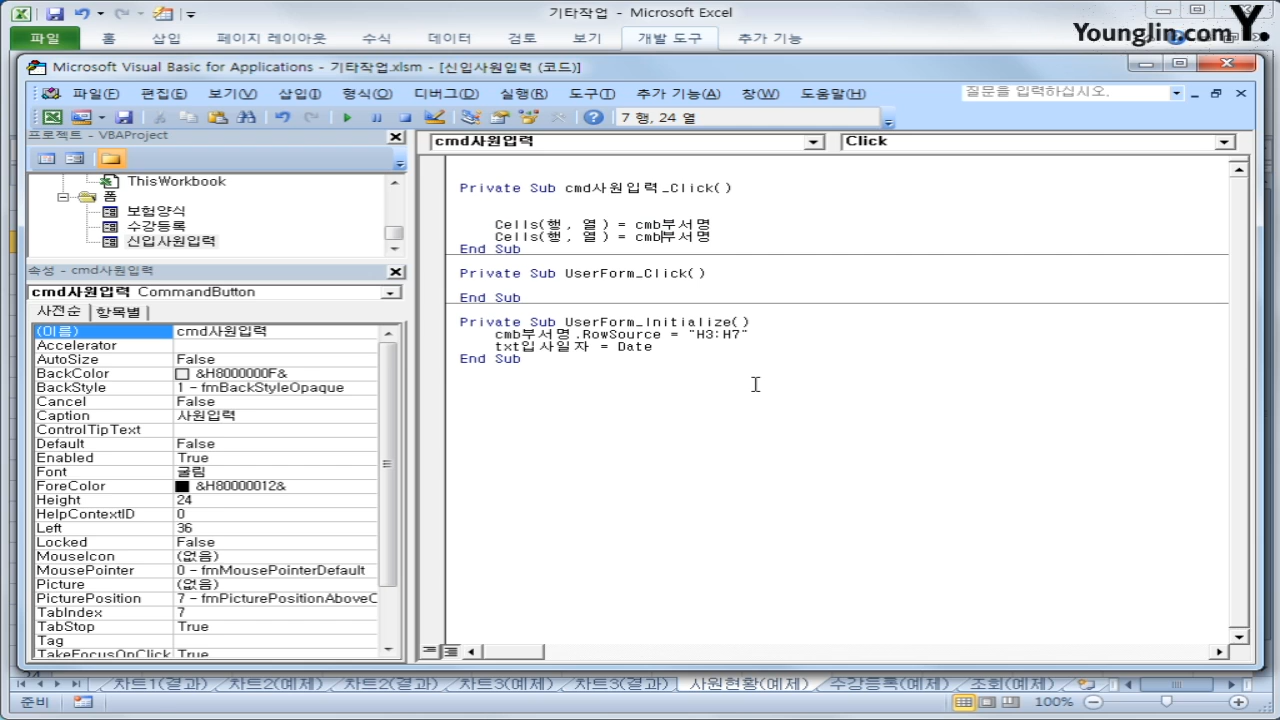 기타작업 - Microsoft Excel
Younglin.com Y.
파일 홈 삽입 페이지 레이아웃 수식 데이터 검토 보기 개발 도구 추가 기능
Microsoft Visual Basic for Applications - 기타작업.xlsm - [신입사원입력 (코드)]
파일(F) 편집(E) 보기(V) 삽입(I) 형식(O) 디버그(D) 실행(R) 도구(T) 추가 기능(A) 창(W) 도움말(H) 질문을 입력하십시오.
7 행, 24 열
프로젝트 - VBAProject
ThisWorkbook
폼
보험양식
수강등록
신입사원입력
속성 - cmd사원입력
cmd사원입력 CommandButton
사전순 항목별
(이름) cmd사원입력
Accelerator
AutoSize False
BackColor &H8000000F&
BackStyle 1 - fmBackStyleOpaque
Cancel False
Caption 사원입력
ControlTipText
Default False
Enabled True
Font 굴림
ForeColor &H80000012&
Height 24
HelpContextID 0
Left 36
Locked False
MouseIcon (없음)
MousePointer 0 - fmMousePointerDefault
Picture (없음)
PicturePosition 7 - fmPicturePositionAboveC
TabIndex 7
TabStop True
Tag
TakeFocusOnClick True
cmd사원입력 Click
Private Sub cmd사원입력_Click()
Cells(행, 열) = cmb부서명
Cells(행, 열) = cmb부서명
End Sub
Private Sub UserForm_Click()
End Sub
Private Sub UserForm_Initialize()
cmb부서명.RowSource = "H3:H7"
txt입사일자 = Date
End Sub
차트1(결과) 차트2(예제) 차트2(결과) 차트3(예제) 차트3(결과) 사원현황(예제) 수강등록(예제) 조회(예제)
준비 100%